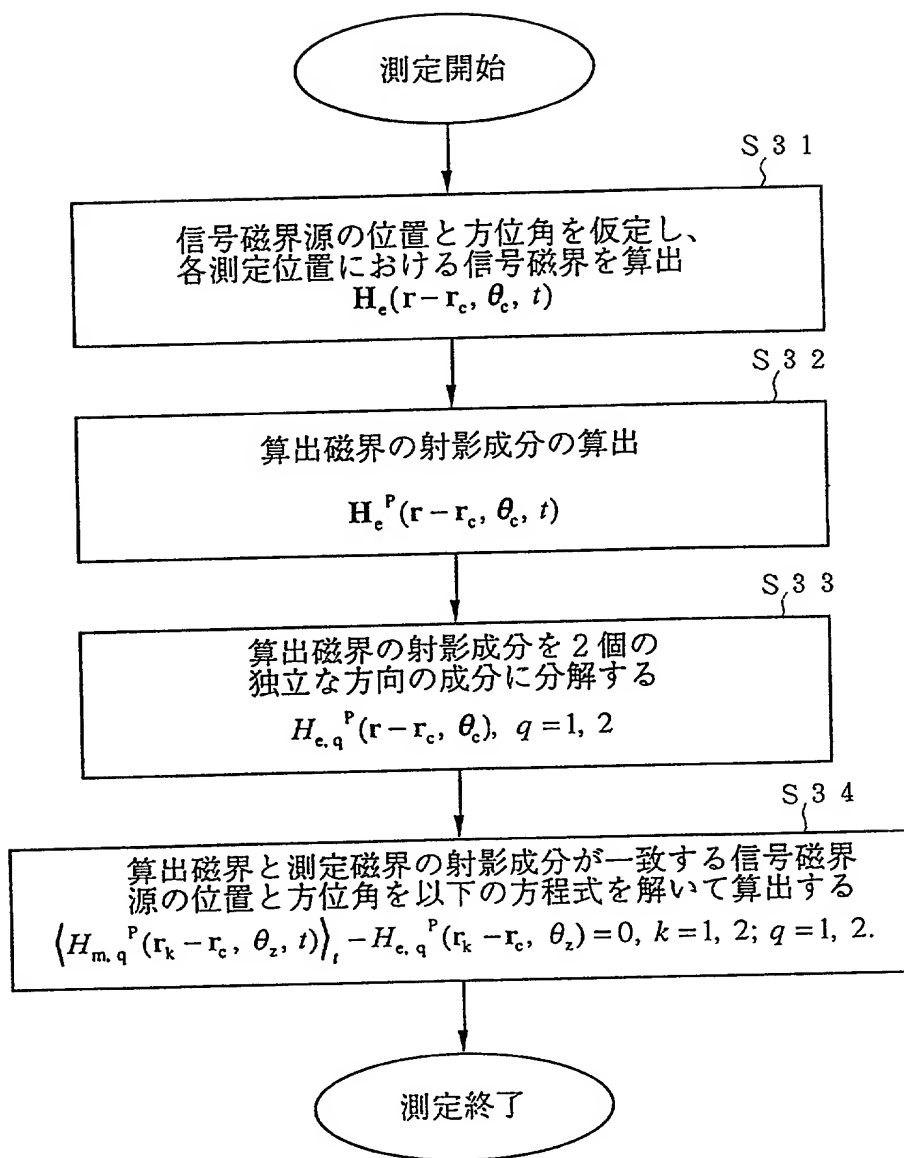 測定開始
S31
信号磁界源の位置と方位角を仮定し、
各測定位置における信号磁界を算出
H_e(r−r_c, θ_c, t)
S32
算出磁界の射影成分の算出
H_e^P(r−r_c, θ_c, t)
S33
算出磁界の射影成分を2個の
独立な方向の成分に分解する
H_{e,q}^P(r−r_c, θ_c), q=1, 2
S34
算出磁界と測定磁界の射影成分が一致する信号磁界
源の位置と方位角を以下の方程式を解いて算出する
⟨H_{m,q}^P(r_k−r_c, θ_z, t)⟩_t−H_{e,q}^P(r_k−r_c, θ_z)=0, k=1, 2; q=1, 2.
測定終了